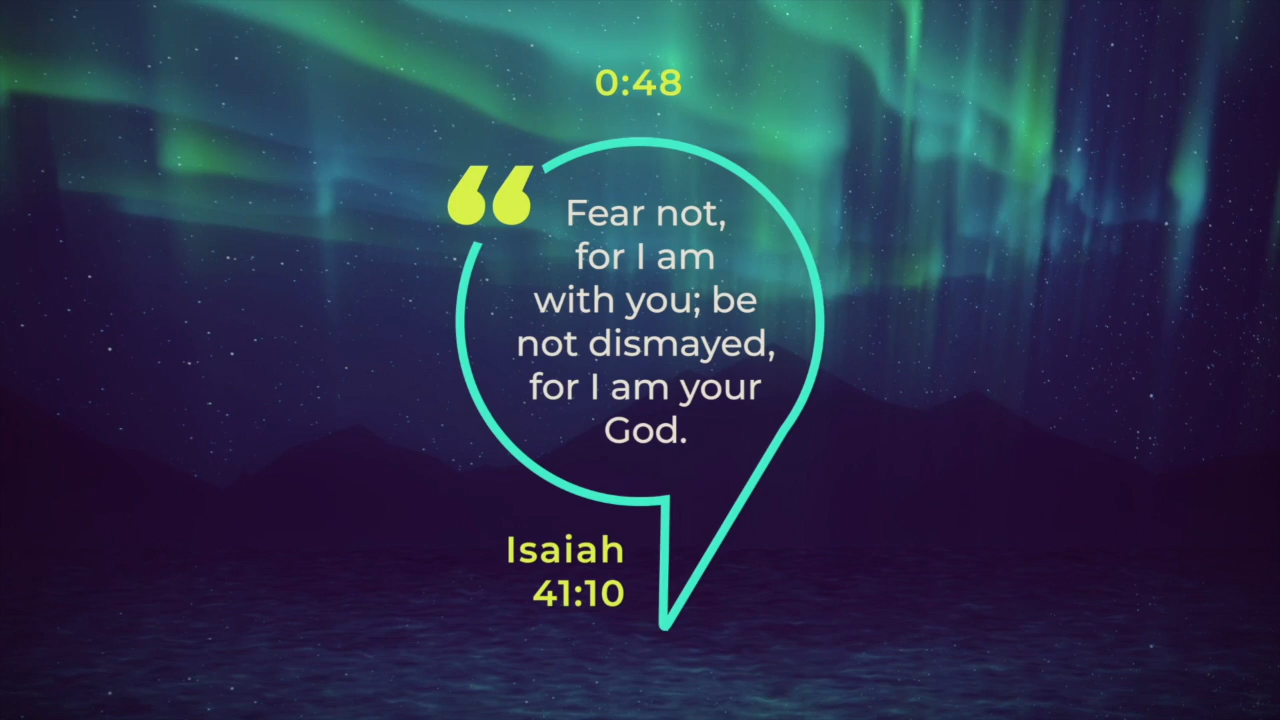 0:48
“
Fear not,
for I am
with you; be
not dismayed,
for I am your
God.
Isaiah
41:10